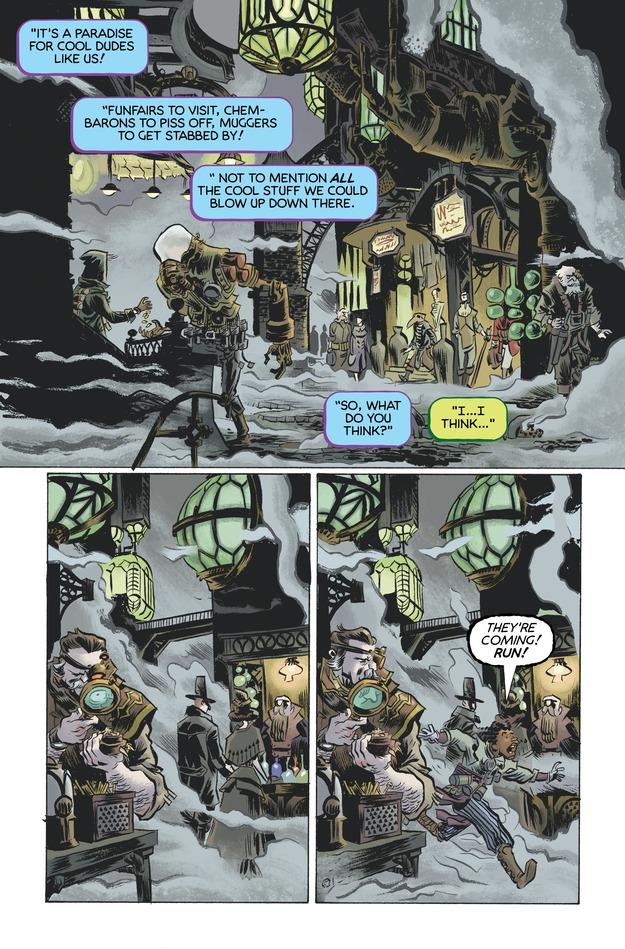 "IT'S A PARADISE
FOR COOL DUDES
LIKE US!
"FUNFAIRS TO VISIT, CHEM-
BARONS TO PISS OFF, MUGGERS
TO GET STABBED BY!
" NOT TO MENTION ALL
THE COOL STUFF WE COULD
BLOW UP DOWN THERE.
"SO, WHAT
DO YOU
THINK?"
"I...I
THINK..."
THEY'RE
COMING!
RUN!